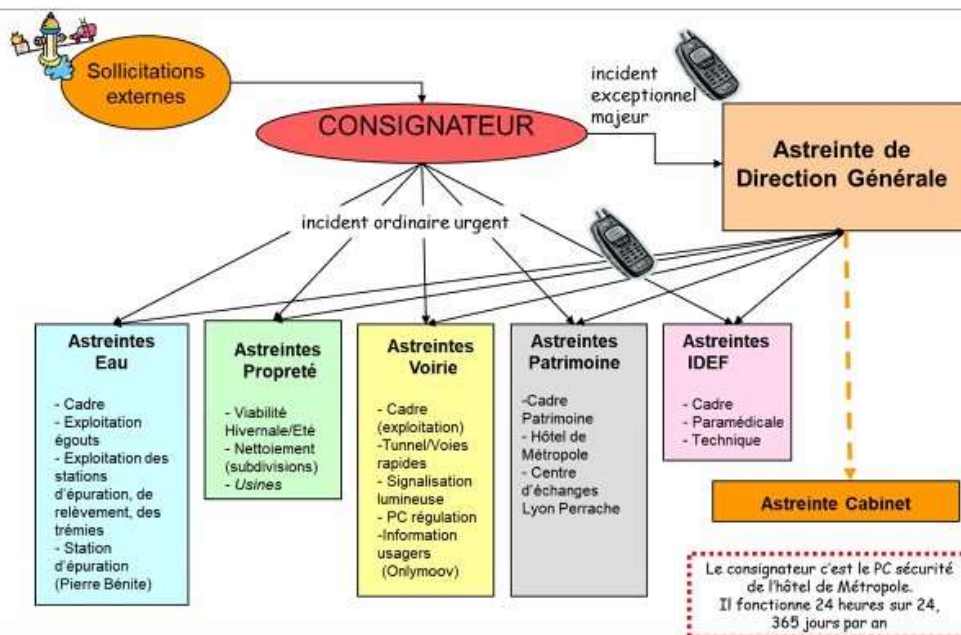 Sollicitations
externes
CONSIGNATEUR
incident
exceptionnel
majeur
Astreinte de
Direction Générale
incident ordinaire urgent
Astreintes
Eau
- Cadre
- Exploitation
égouts
- Exploitation des
stations
d'épuration, de
relèvement, des
trémies
- Station
d'épuration
(Pierre Bénite)
Astreintes
Propreté
- Viabilité
Hivernale/Eté
- Nettoiement
(subdivisions)
- Usines
Astreintes
Voirie
- Cadre
(exploitation)
-Tunnel/Voies
rapides
- Signalisation
lumineuse
- PC régulation
-Information
usagers
(Onlymoov)
Astreintes
Patrimoine
-Cadre
Patrimoine
- Hôtel de
Métropole
- Centre
d'échanges
Lyon Perrache
Astreintes
IDEF
- Cadre
- Paramédicale
- Technique
Astreinte Cabinet
Le consignateur c'est le PC sécurité
de l'hôtel de Métropole.
Il fonctionne 24 heures sur 24,
365 jours par an